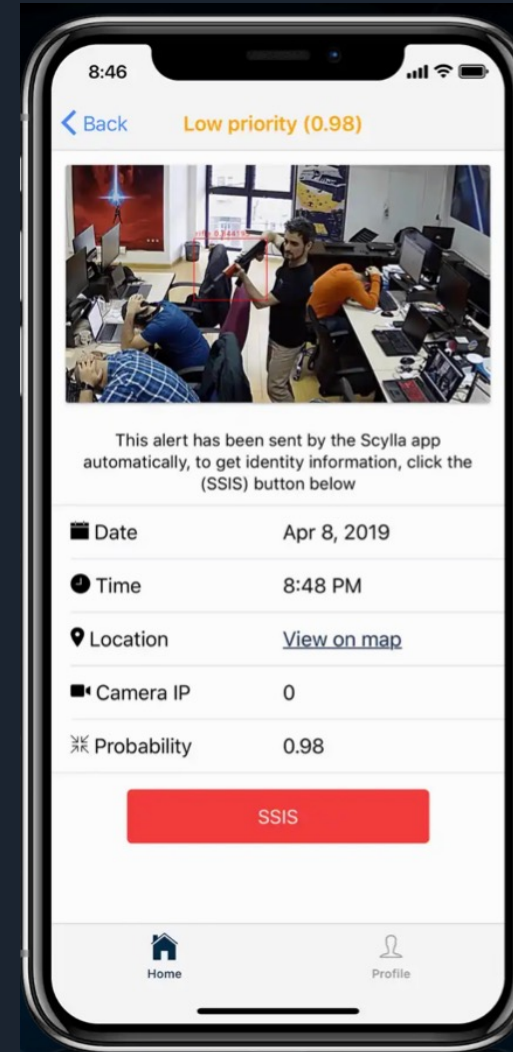 8:46
Back
Low priority (0.98)
This alert has been sent by the Scylla app
automatically, to get identity information, click the
(SSIS) button below
Date
Apr 8, 2019
Time
8:48 PM
Location
View on map
Camera IP
0
Probability
0.98
SSIS
Home
Profile